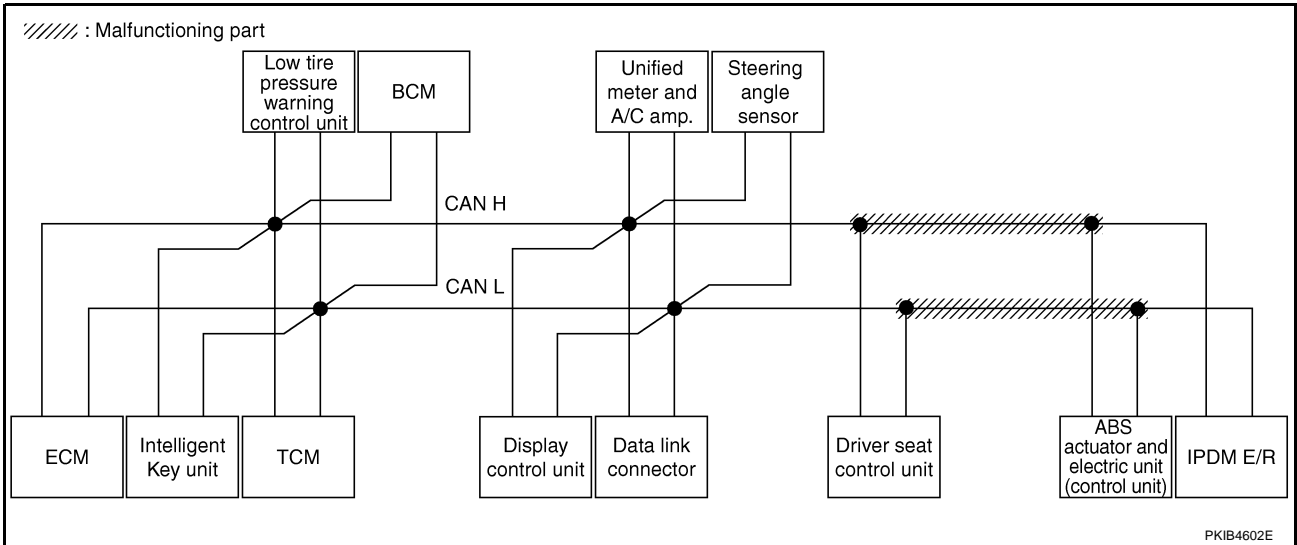 : Malfunctioning part
Low tire
pressure
warning
control unit
BCM
Unified
meter and
A/C amp.
Steering
angle
sensor
CAN H
CAN L
ECM
Intelligent
Key unit
TCM
Display
control unit
Data link
connector
Driver seat
control unit
ABS
actuator and
electric unit
(control unit)
IPDM E/R
PKIB4602E